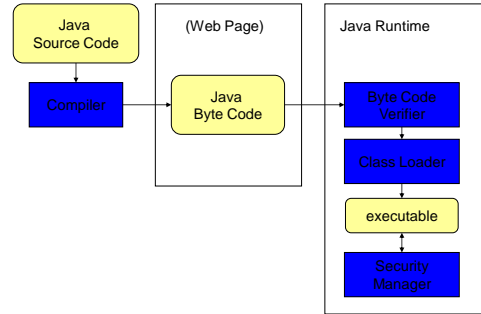 Java
Source Code
Compiler
(Web Page)
Java
Byte Code
Java Runtime
Byte Code
Verifier
Class Loader
executable
Security
Manager